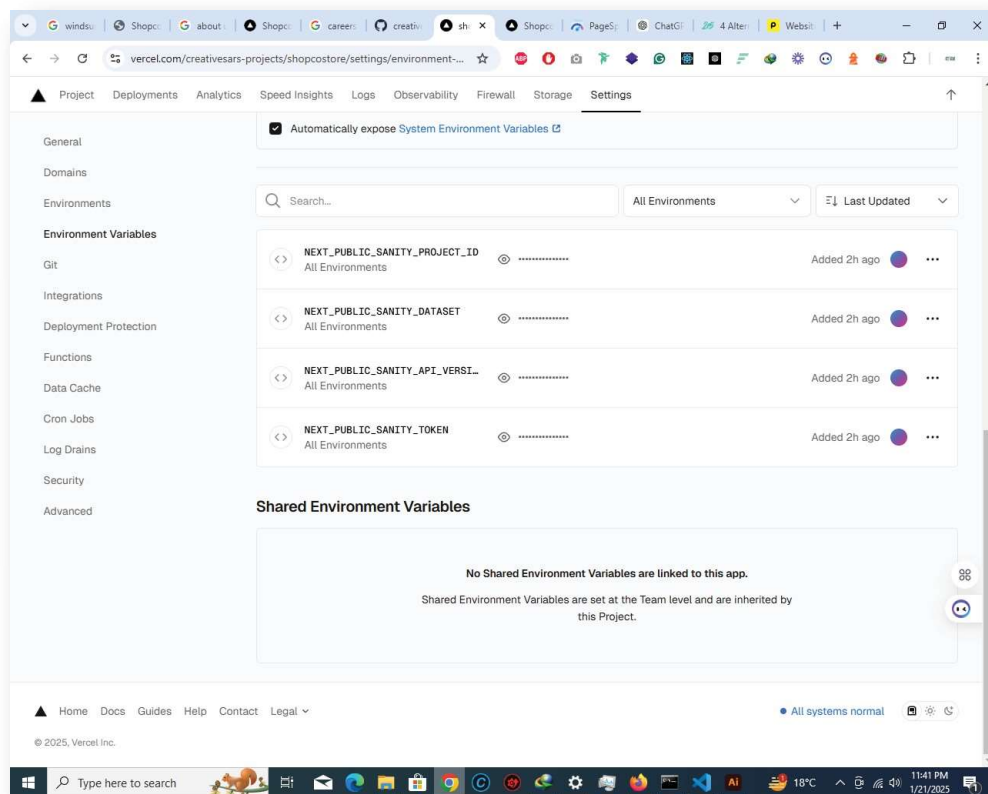 windsu
Shopco
about
Shopco
careers
creativ
sh
Shopc
PageSp
ChatG
4 Alter
Websit
vercel.com/creativesars-projects/shopcostore/settings/environment-...
Project Deployments Analytics Speed Insights Logs Observability Firewall Storage Settings
Automatically expose System Environment Variables
General
Domains
Environments
Environment Variables
Git
Integrations
Deployment Protection
Functions
Data Cache
Cron Jobs
Log Drains
Security
Advanced
Search...
All Environments
Last Updated
NEXT_PUBLIC_SANITY_PROJECT_ID
All Environments
Added 2h ago
NEXT_PUBLIC_SANITY_DATASET
All Environments
Added 2h ago
NEXT_PUBLIC_SANITY_API_VERSI...
All Environments
Added 2h ago
NEXT_PUBLIC_SANITY_TOKEN
All Environments
Added 2h ago
Shared Environment Variables
No Shared Environment Variables are linked to this app.
Shared Environment Variables are set at the Team level and are inherited by
this Project.
Home Docs Guides Help Contact Legal
All systems normal
© 2025, Vercel Inc.
Type here to search
18°C
11:41 PM
1/21/2025